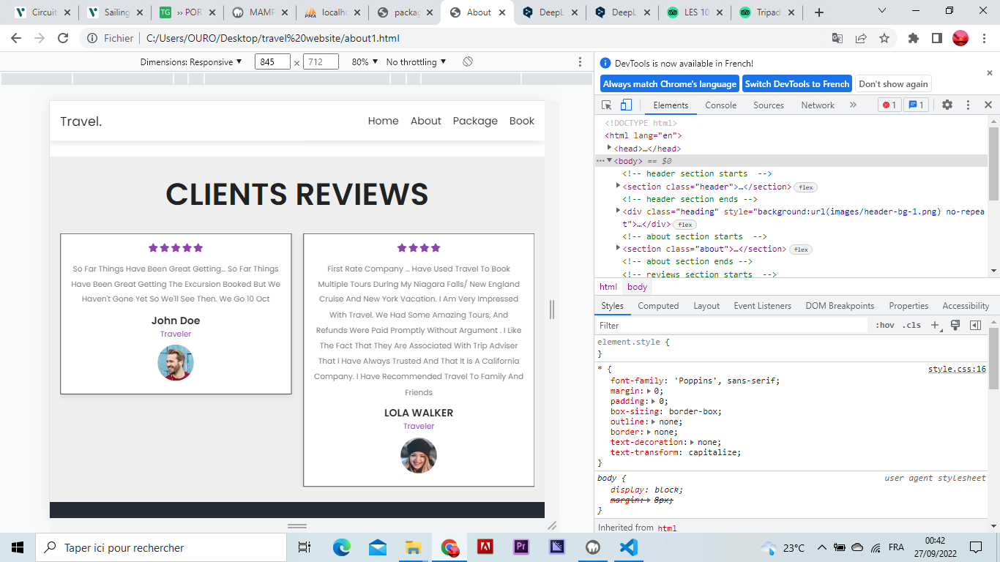 Circuit
Sailing
TG ›› POR
MAMP
localho
packag
About
DeepL
DeepL
LES 10
Tripad
Fichier C:/Users/OURO/Desktop/travel%20website/about1.html
Dimensions: Responsive 845 × 712 80% No throttling
DevTools is now available in French!
Always match Chrome's language Switch DevTools to French Don't show again
Elements Console Sources Network 1 1
Travel. Home About Package Book
CLIENTS REVIEWS
So Far Things Have Been Great Getting... So Far Things
Have Been Great Getting The Excursion Booked But We
Haven't Gone Yet So We'll See Then. We Go 10 Oct
John Doe
Traveler
First Rate Company ... Have Used Travel To Book
Multiple Tours During My Niagara Falls/ New England
Cruise And New York Vacation. I Am Very Impressed
With Travel. We Had Some Amazing Tours, And
Refunds Were Paid Promptly Without Argument . I Like
The Fact That They Are Associated With Trip Adviser
That I Have Always Trusted And That It Is A California
Company. I Have Recommended Travel To Family And
Friends
LOLA WALKER
Traveler
<!DOCTYPE html>
<html lang="en">
<head>…</head>
<body> == $0
<!-- header section starts  -->
<section class="header">…</section> flex
<!-- header section ends -->
<div class="heading" style="background:url(images/header-bg-1.png) no-repea
t">…</div> flex
<!-- about section starts  -->
<section class="about">…</section> flex
<!-- about section ends -->
<!-- reviews section starts  -->
html body
Styles Computed Layout Event Listeners DOM Breakpoints Properties Accessibility
Filter :hov .cls
element.style {
}
* { style.css:16
font-family: 'Poppins', sans-serif;
margin: 0;
padding: 0;
box-sizing: border-box;
outline: none;
border: none;
text-decoration: none;
text-transform: capitalize;
}
body { user agent stylesheet
display: block;
margin: 8px;
}
Inherited from html
Taper ici pour rechercher
Pr
23°C
FRA
00:42
27/09/2022